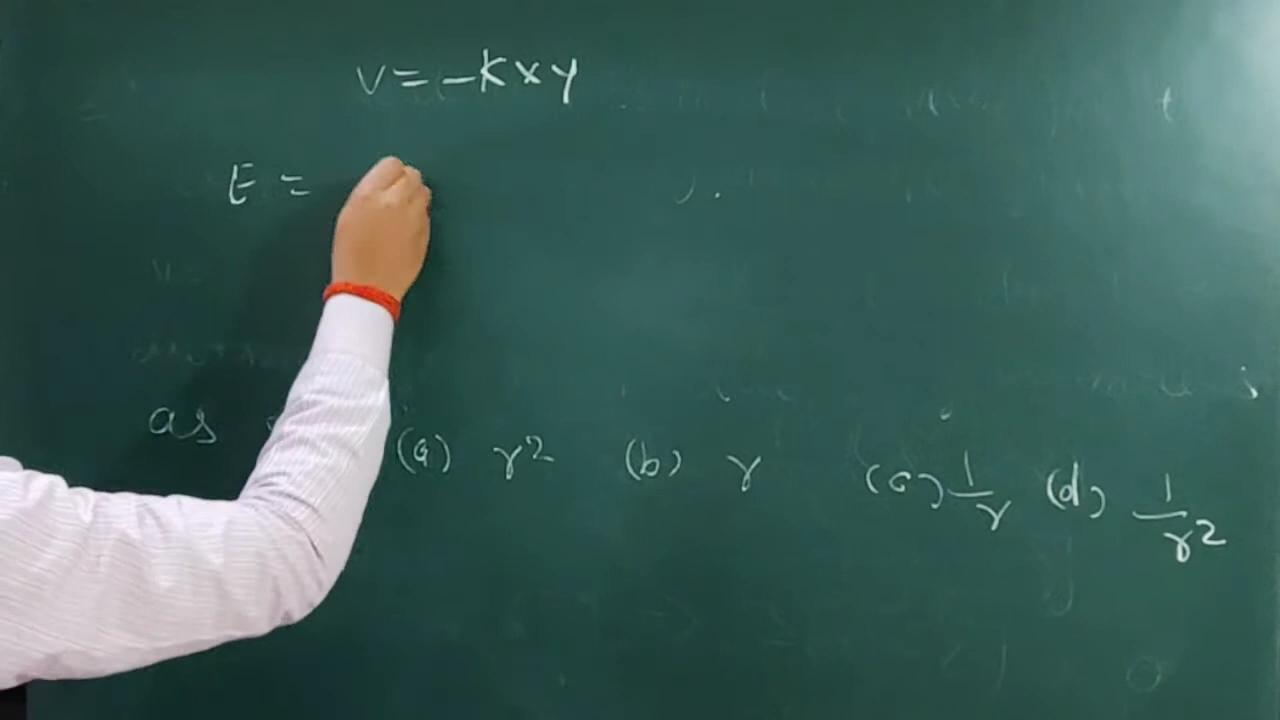 V = -Kxy
E =
as (a) r² (b) r (c) 1/r (d) 1/r²